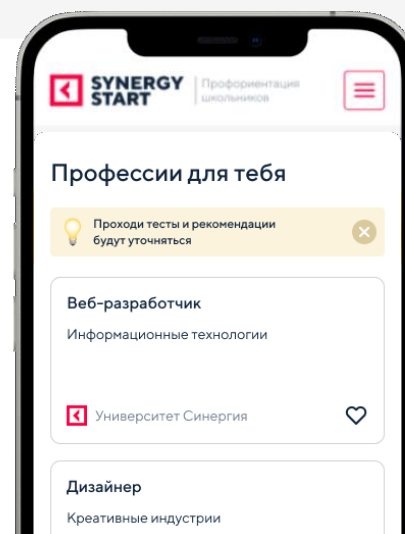 SYNERGY
START
Профориентация
школьников
Профессии для тебя
Проходи тесты и рекомендации
будут уточняться
Веб-разработчик
Информационные технологии
Университет Синергия
Дизайнер
Креативные индустрии